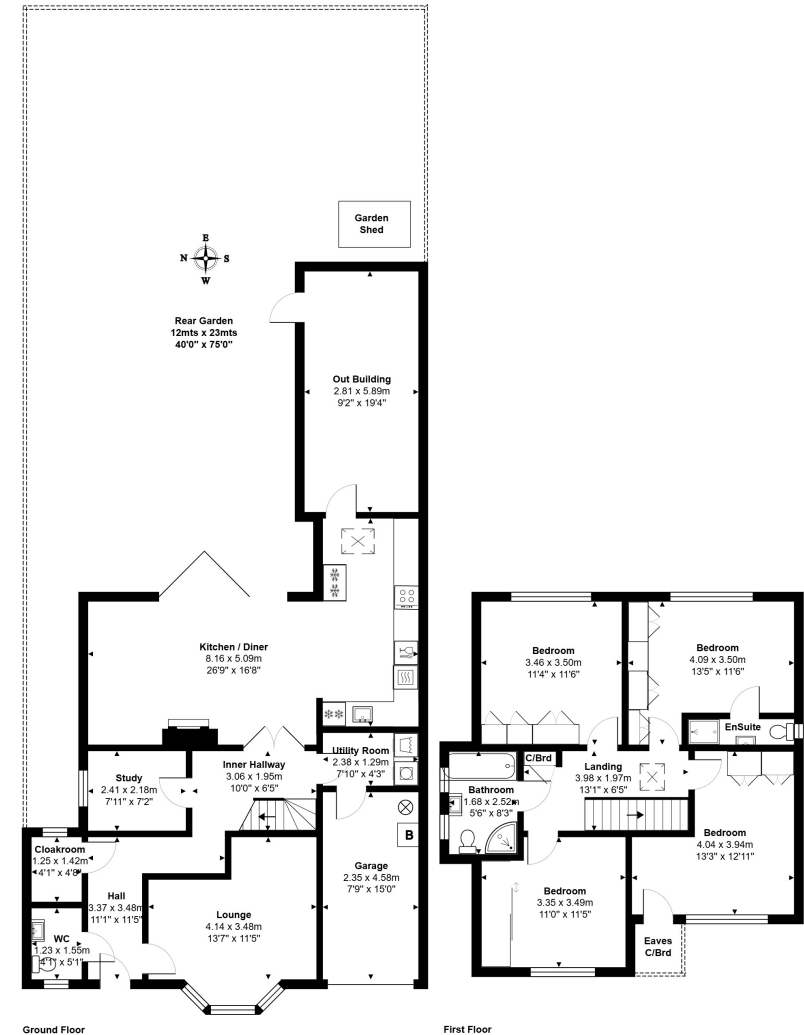 Garden
Shed
E
N S
W
Rear Garden
12mts x 23mts
40'0" x 75'0"
Out Building
2.81 x 5.89m
9'2" x 19'4"
Kitchen / Diner
8.16 x 5.09m
26'9" x 16'8"
Utility Room
2.38 x 1.29m
7'10" x 4'3"
Inner Hallway
3.06 x 1.95m
10'0" x 6'5"
Study
2.41 x 2.18m
7'11" x 7'2"
Cloakroom
1.25 x 1.42m
4'1" x 4'8"
Hall
3.37 x 3.48m
11'1" x 11'5"
WC
1.23 x 1.55m
4'1" x 5'1"
Lounge
4.14 x 3.48m
13'7" x 11'5"
B
Garage
2.35 x 4.58m
7'9" x 15'0"
Ground Floor
Bedroom
3.46 x 3.50m
11'4" x 11'6"
Bedroom
4.09 x 3.50m
13'5" x 11'6"
EnSuite
C/Brd
Landing
3.98 x 1.97m
13'1" x 6'5"
Bathroom
1.68 x 2.52m
5'6" x 8'3"
Bedroom
4.04 x 3.94m
13'3" x 12'11"
Bedroom
3.35 x 3.49m
11'0" x 11'5"
Eaves
C/Brd
First Floor